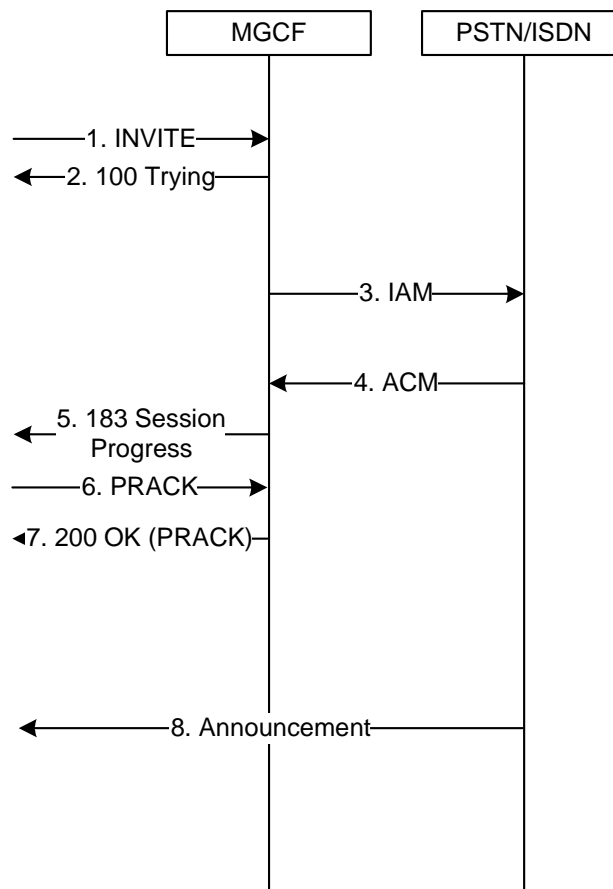 MGCF
PSTN/ISDN
1. INVITE
2. 100 Trying
3. IAM
4. ACM
5. 183 Session
Progress
6. PRACK
7. 200 OK (PRACK)
8. Announcement